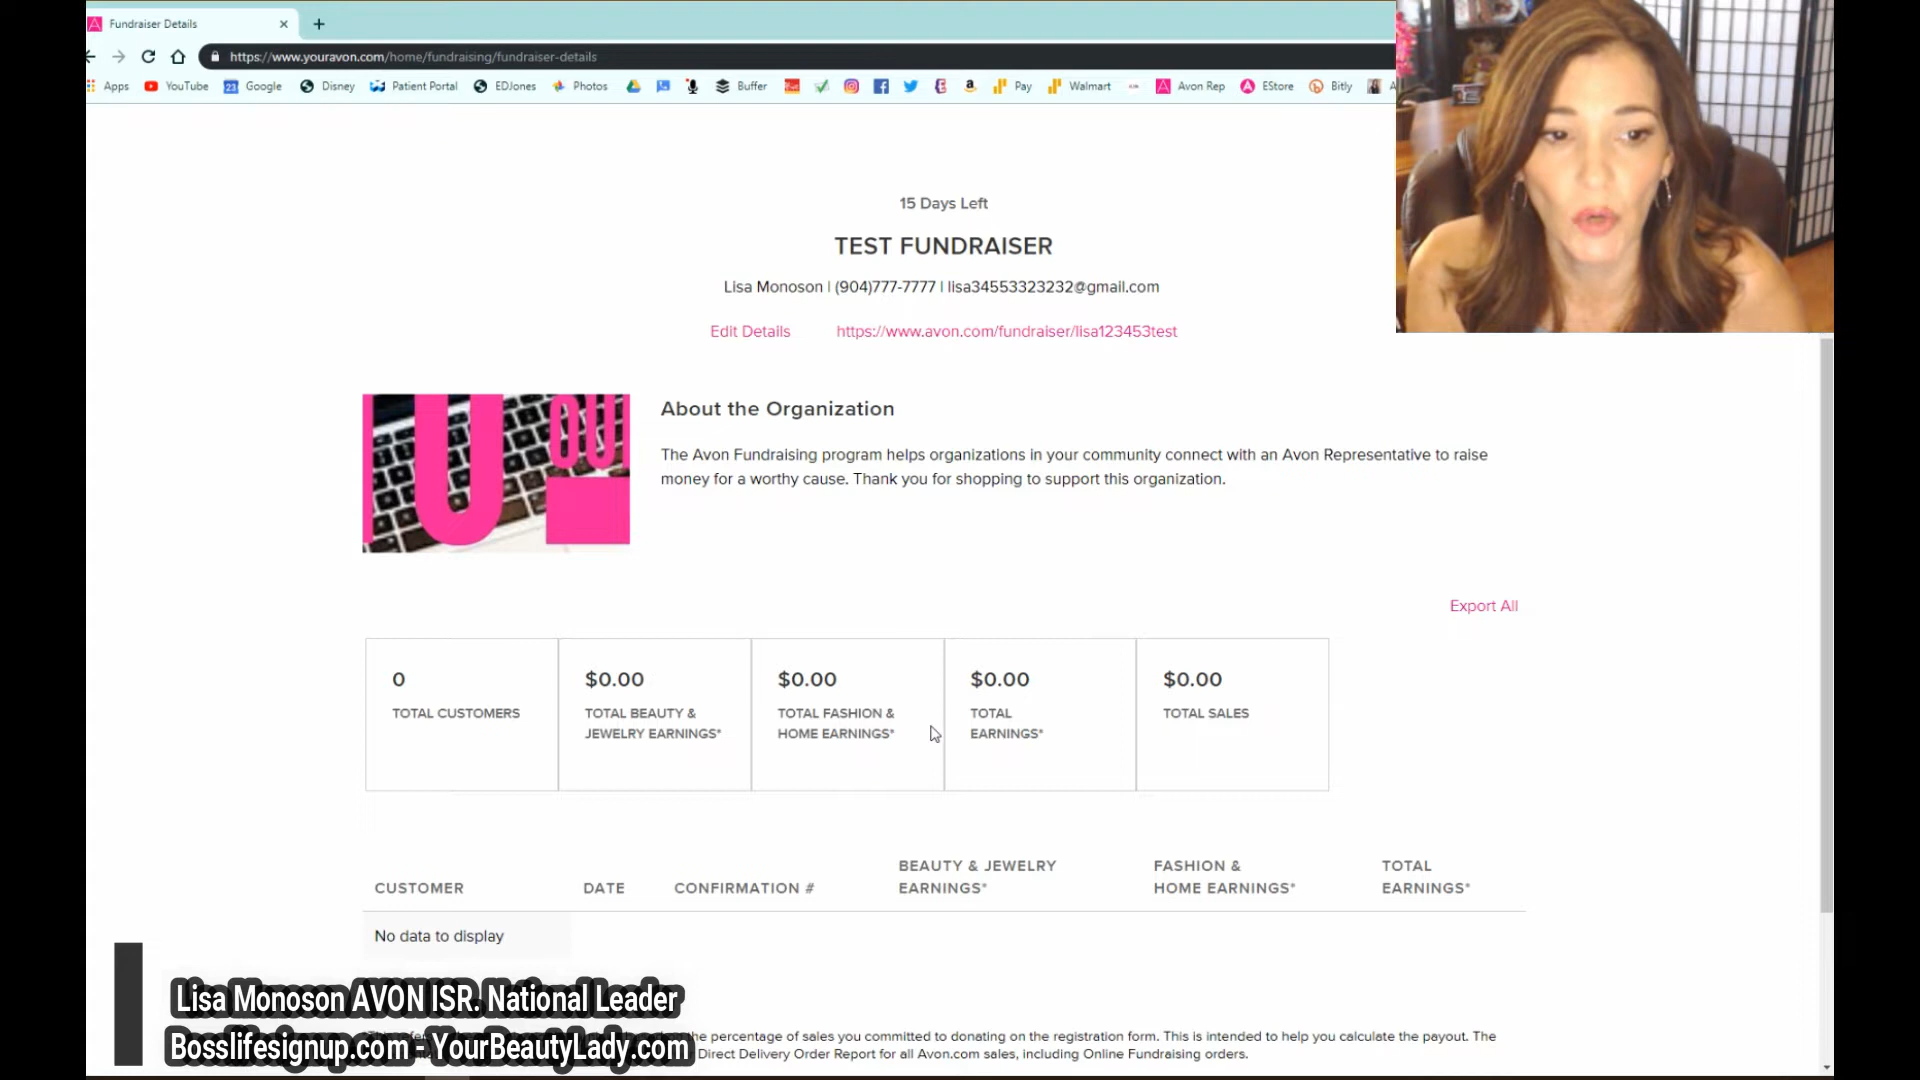 Fundraiser Details
https://www.youravon.com/home/fundraising/fundraiser-details
Apps YouTube 23 Google Disney Patient Portal EDJones Photos Buffer Pay Walmart Avon Rep EStore Bitly A
15 Days Left
TEST FUNDRAISER
Lisa Monoson | (904)777-7777 | lisa34553323232@gmail.com
Edit Details https://www.avon.com/fundraiser/lisa123453test
About the Organization
The Avon Fundraising program helps organizations in your community connect with an Avon Representative to raise
money for a worthy cause. Thank you for shopping to support this organization.
Export All
0 $0.00 $0.00 $0.00 $0.00
TOTAL CUSTOMERS TOTAL BEAUTY & TOTAL FASHION & TOTAL TOTAL SALES
JEWELRY EARNINGS* HOME EARNINGS* EARNINGS*
BEAUTY & JEWELRY FASHION & TOTAL
CUSTOMER DATE CONFIRMATION # EARNINGS* HOME EARNINGS* EARNINGS*
No data to display
Lisa Monoson AVON ISR. National Leader
Bosslifesignup.com - YourBeautyLady.com
the percentage of sales you committed to donating on the registration form. This is intended to help you calculate the payout. The
Direct Delivery Order Report for all Avon.com sales, including Online Fundraising orders.